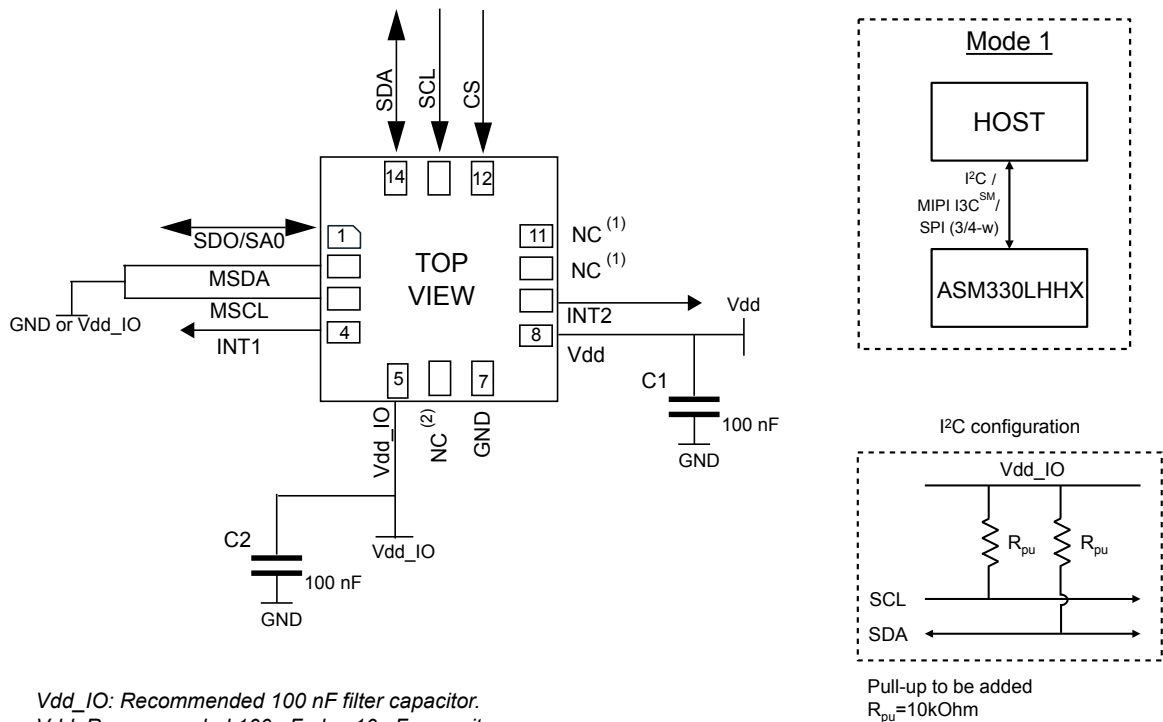 SDA
SCL
CS
14
12
SDO/SA0
1
TOP
VIEW
11
NC (1)
NC (1)
MSDA
MSCL
GND or Vdd_IO
INT1
4
INT2
8
Vdd
Vdd
5
7
Vdd_IO
NC (2)
GND
C1
100 nF
GND
C2
100 nF
GND
Vdd_IO
Mode 1
HOST
I²C /
MIPI I3C SM/
SPI (3/4-w)
ASM330LHHX
I²C configuration
Vdd_IO
Rpu
Rpu
SCL
SDA
Pull-up to be added
Rpu=10kOhm
Vdd_IO: Recommended 100 nF filter capacitor.